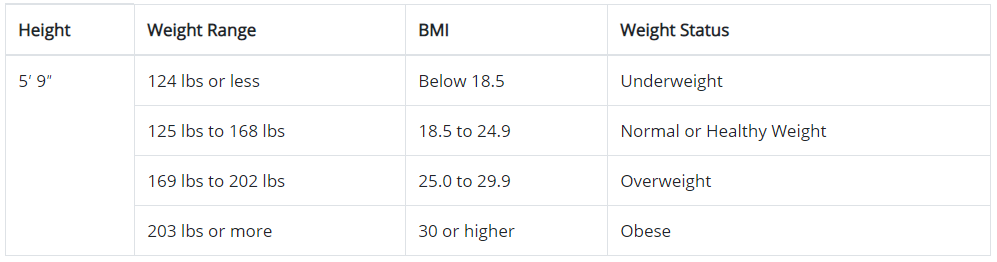 Height Weight Range BMI Weight Status
5′ 9″ 124 lbs or less Below 18.5 Underweight
125 lbs to 168 lbs 18.5 to 24.9 Normal or Healthy Weight
169 lbs to 202 lbs 25.0 to 29.9 Overweight
203 lbs or more 30 or higher Obese